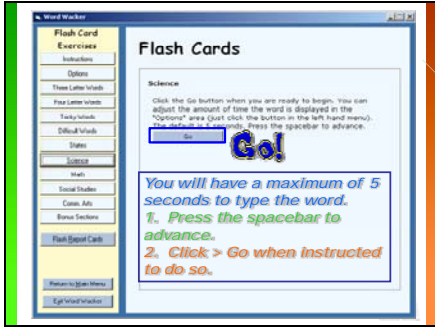 Word Wacker
Flash Card
Exercises
Instructions
Options
Three Letter Words
Four Letter Words
Tricky Words
Difficult Words
States
Science
Math
Social Studies
Comm. Arts
Bonus Sections
Flash Report Cards
Return to Main Menu
Exit Word Wacker
Flash Cards
Science
Click the Go button when you are ready to begin. You can
adjust the amount of time the word is displayed in the
"Options" area (just click the button in the left hand menu).
The default is 5 seconds. Press the spacebar to advance.
Go
Go!
You will have a maximum of 5
seconds to type the word.
1. Press the spacebar to
advance.
2. Click > Go when instructed
to do so.